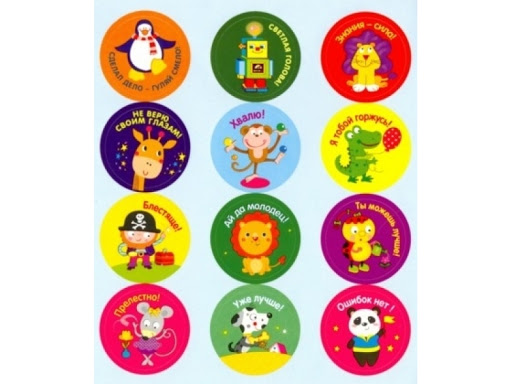 СДЕЛАЛ ДЕЛО - ГУЛЯЙ СМЕЛО!
СВЕТЛАЯ ГОЛОВА!
Знания – сила!
НЕ ВЕРЮ
СВОИМ ГЛАЗАМ!
Хвалю!
Я тобой горжусь!
Блестяще!
Ай да молодец!
Ты можешь лучше!
Прелестно!
Уже лучше!
Ошибок нет !